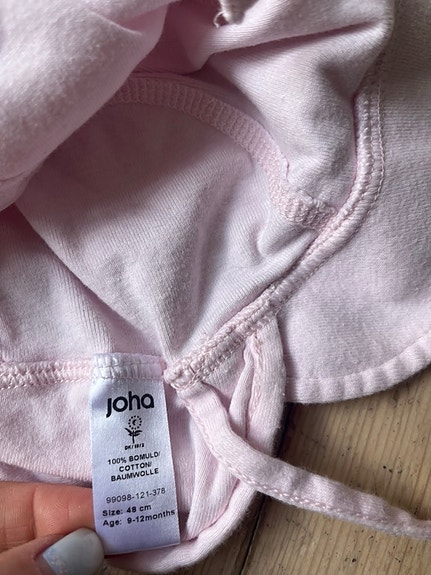 joha
100% BOMULD/
COTTON/
BAUMWOLLE
99098-121-378
Size: 48 cm
Age: 9-12months